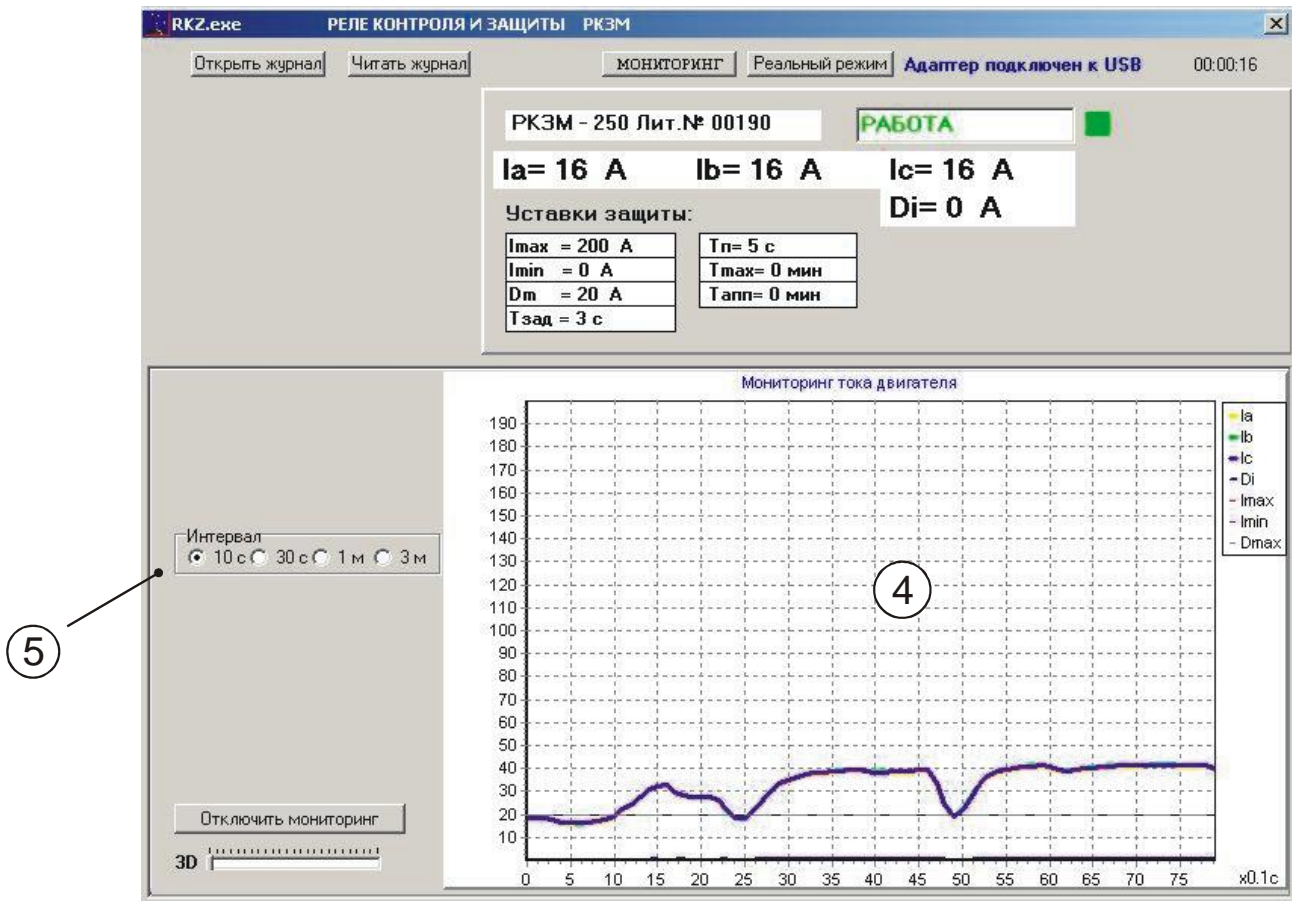 RKZ.exe РЕЛЕ КОНТРОЛЯ И ЗАЩИТЫ РКЗМ
Открыть журнал Читать журнал МОНИТОРИНГ Реальный режим Адаптер подключен к USB 00:00:16
РКЗМ - 250 Лит.№ 00190 РАБОТА
Ia= 16 A Ib= 16 A Ic= 16 A
Di= 0 A
Уставки защиты:
Imax = 200 A Тп= 5 с
Imin = 0 A Tmax= 0 мин
Dm = 20 A Тапп= 0 мин
Тзад = 3 с
Мониторинг тока двигателя
190
180
170
160
150
140
130
120
110
100
90
80
70
60
50
40
30
20
10
0 5 10 15 20 25 30 35 40 45 50 55 60 65 70 75 x0.1с
Ia
Ib
Ic
Di
Imax
Imin
Dmax
Интервал
10 с 30 с 1 м 3 м
4
5
Отключить мониторинг
3D